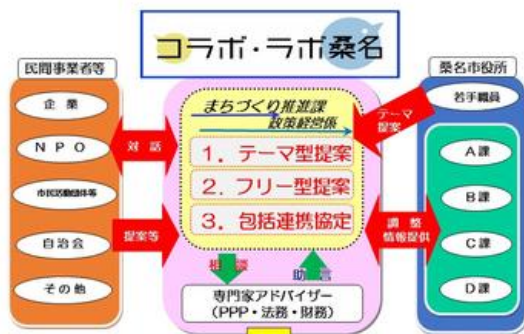 コラボ・ラボ桑名
民間事業者等
企業
NPO
市民活動団体等
自治会
その他
対話
提案等
まちづくり推進課
政策経営係
1.テーマ型提案
2.フリー型提案
3.包括連携協定
相談
助言
専門家アドバイザー
(PPP・法務・財務)
テーマ
提案
調整
情報提供
桑名市役所
若手職員
A課
B課
C課
D課